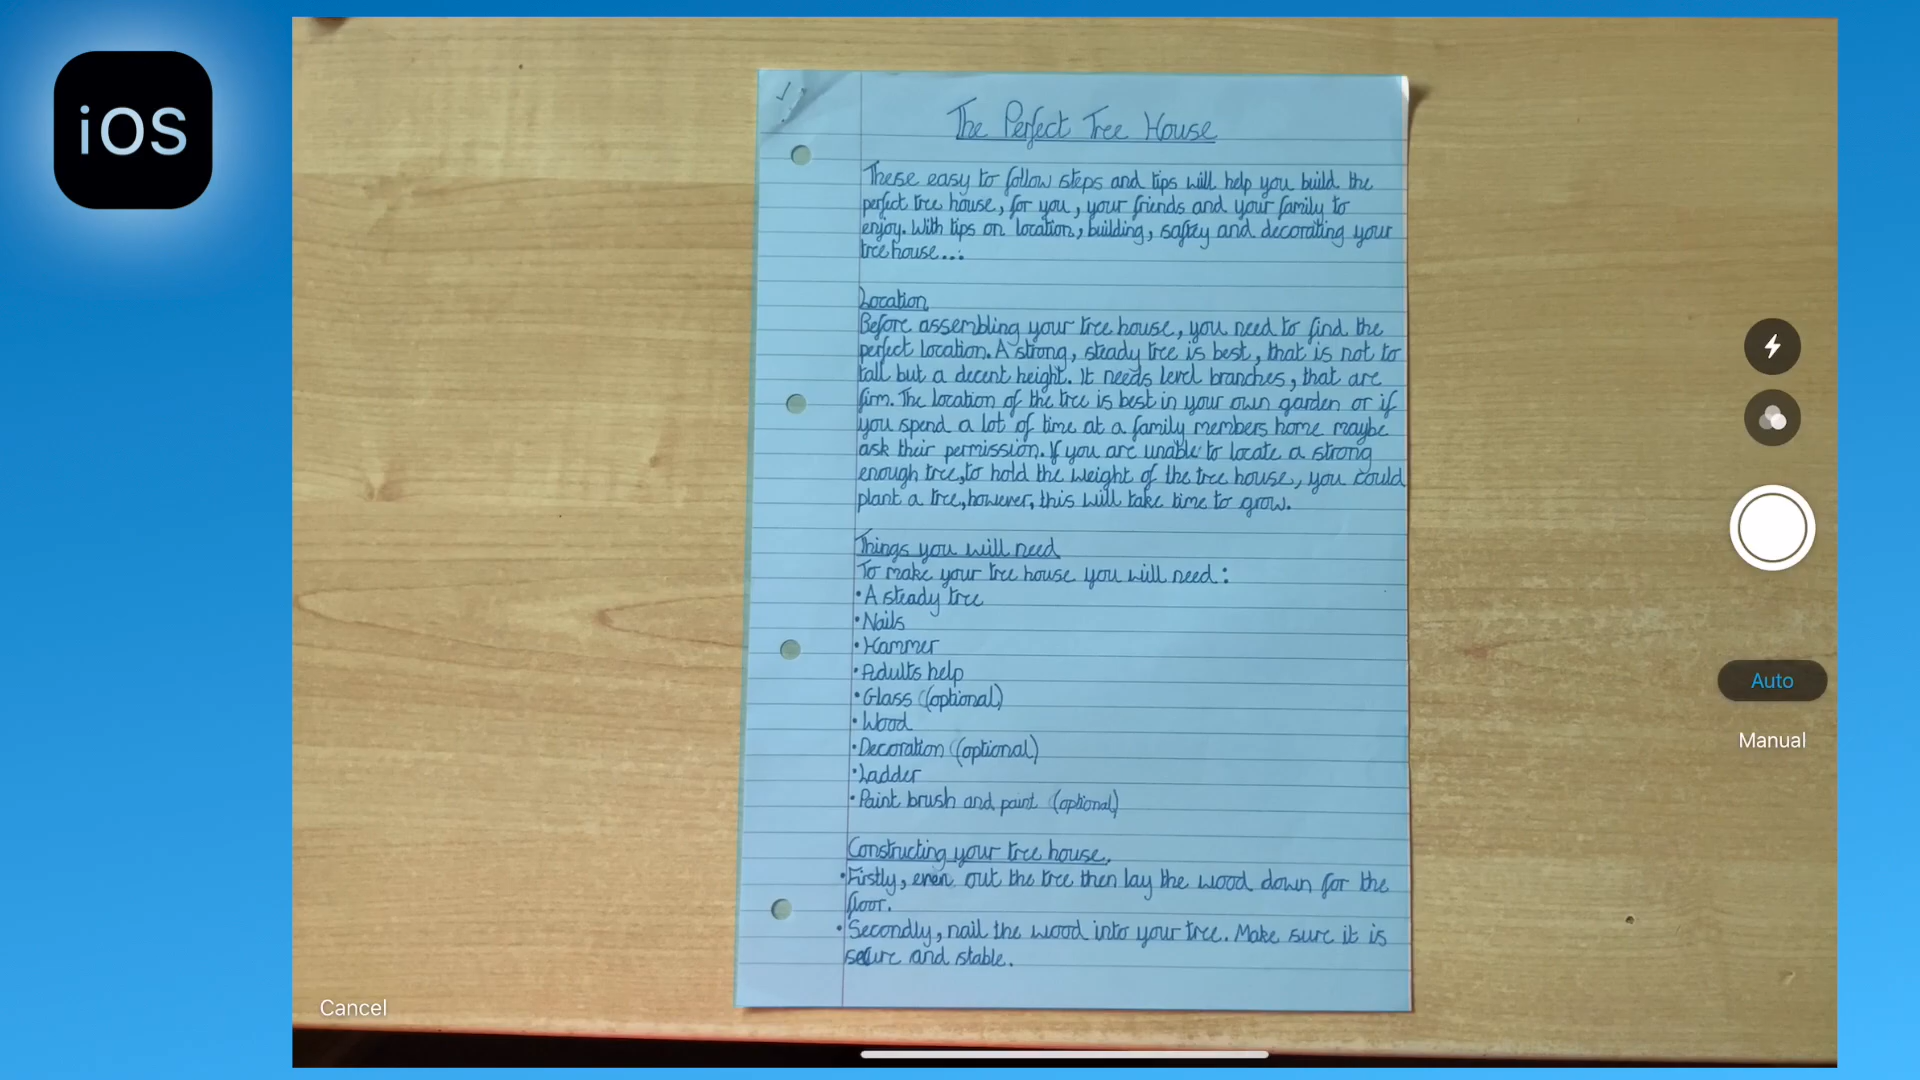 iOS
The Perfect Tree House
These easy to follow steps and tips will help you build the
perfect tree house, for you, your friends and your family to
enjoy. With tips on location, building, saftey and decorating your
treehouse...
Location
Before assembling your tree house, you need to find the
perfect location. A strong, steady tree is best, that is not to
tall but a decent height. It needs level branches, that are
firm. The location of the tree is best in your own garden or if
you spend a lot of time at a family members home maybe
ask their permission. If you are unable to locate a strong
enough tree, to hold the weight of the tree house, you could
plant a tree, however, this will take time to grow.
Things you will need
To make your tree house you will need:
• A steady tree
• Nails
• Hammer
• Adults help
• Glass (optional)
• Wood
• Decoration (optional)
• Ladder
• Paint brush and paint (optional)
Constructing your tree house.
• Firstly, even out the tree then lay the wood down for the
floor.
• Secondly, nail the wood into your tree. Make sure it is
secure and stable.
Auto
Manual
Cancel